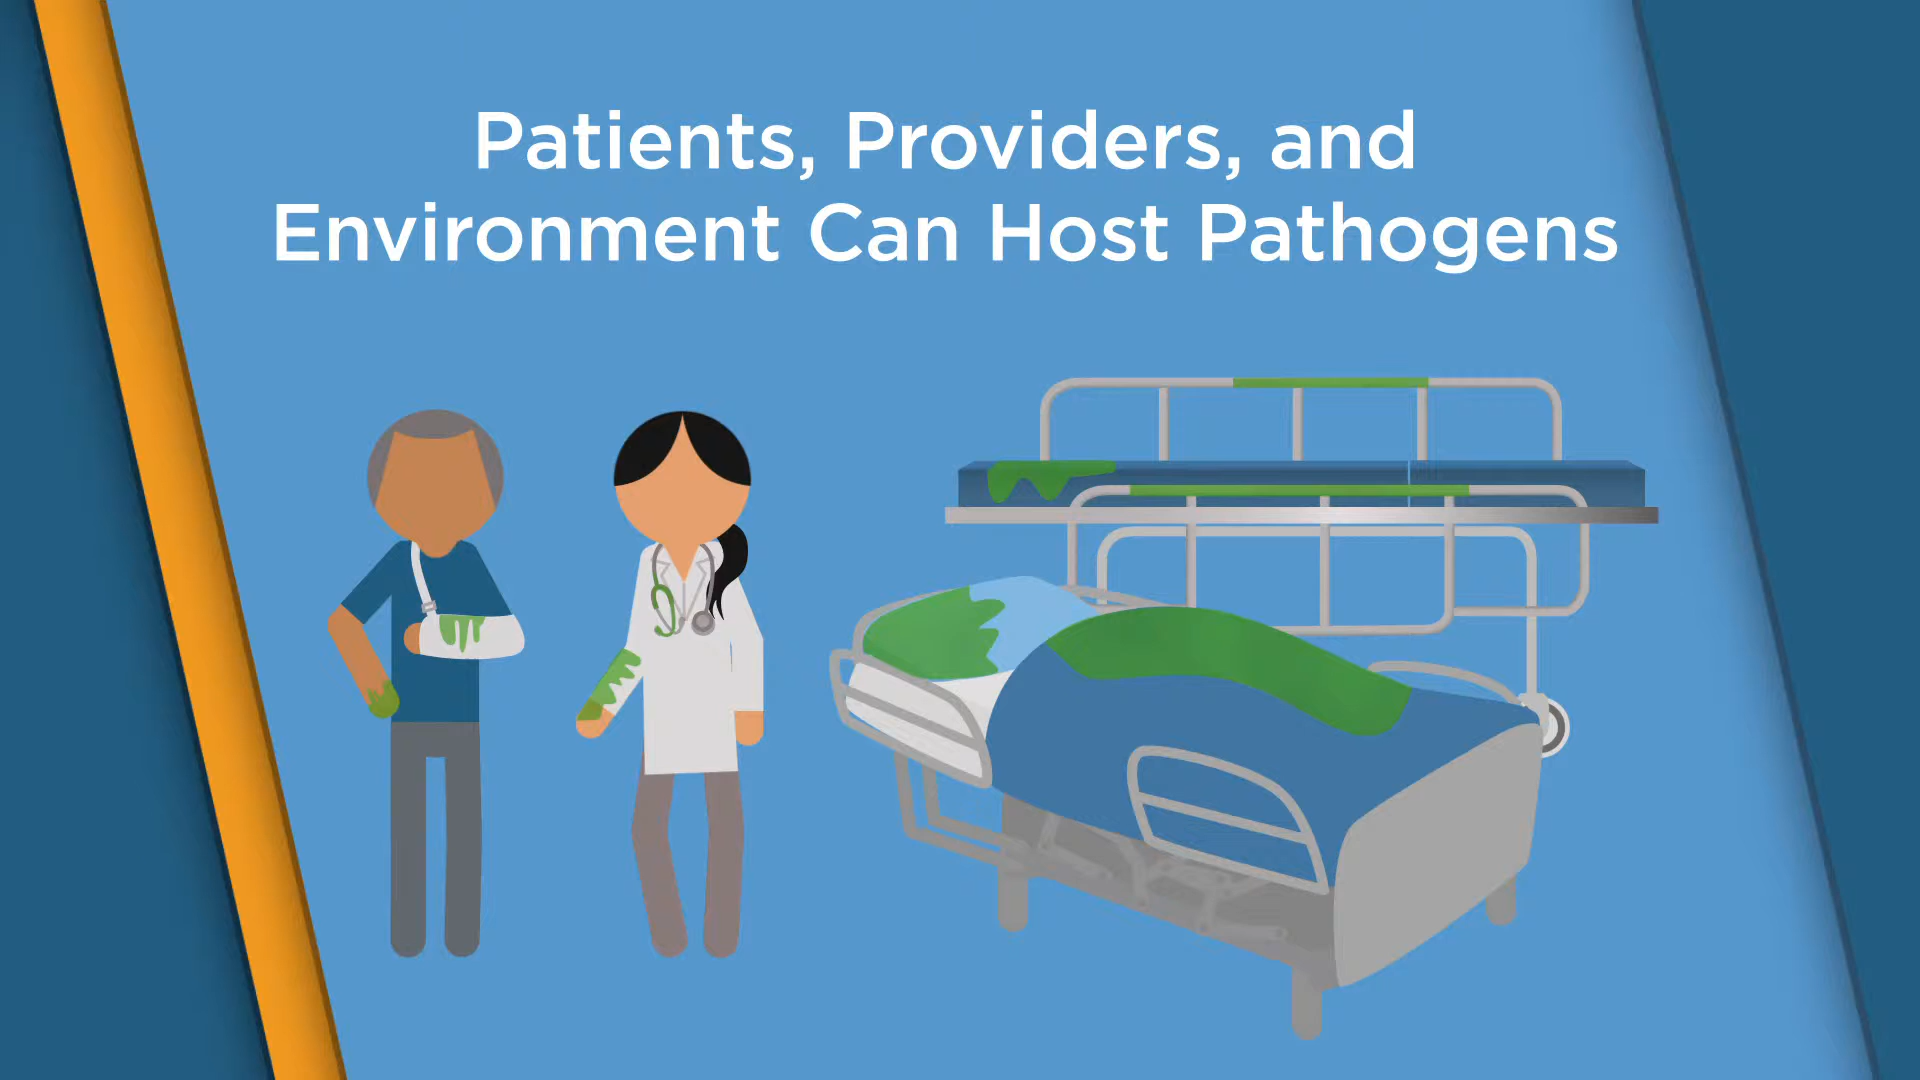 Patients, Providers, and
Environment Can Host Pathogens